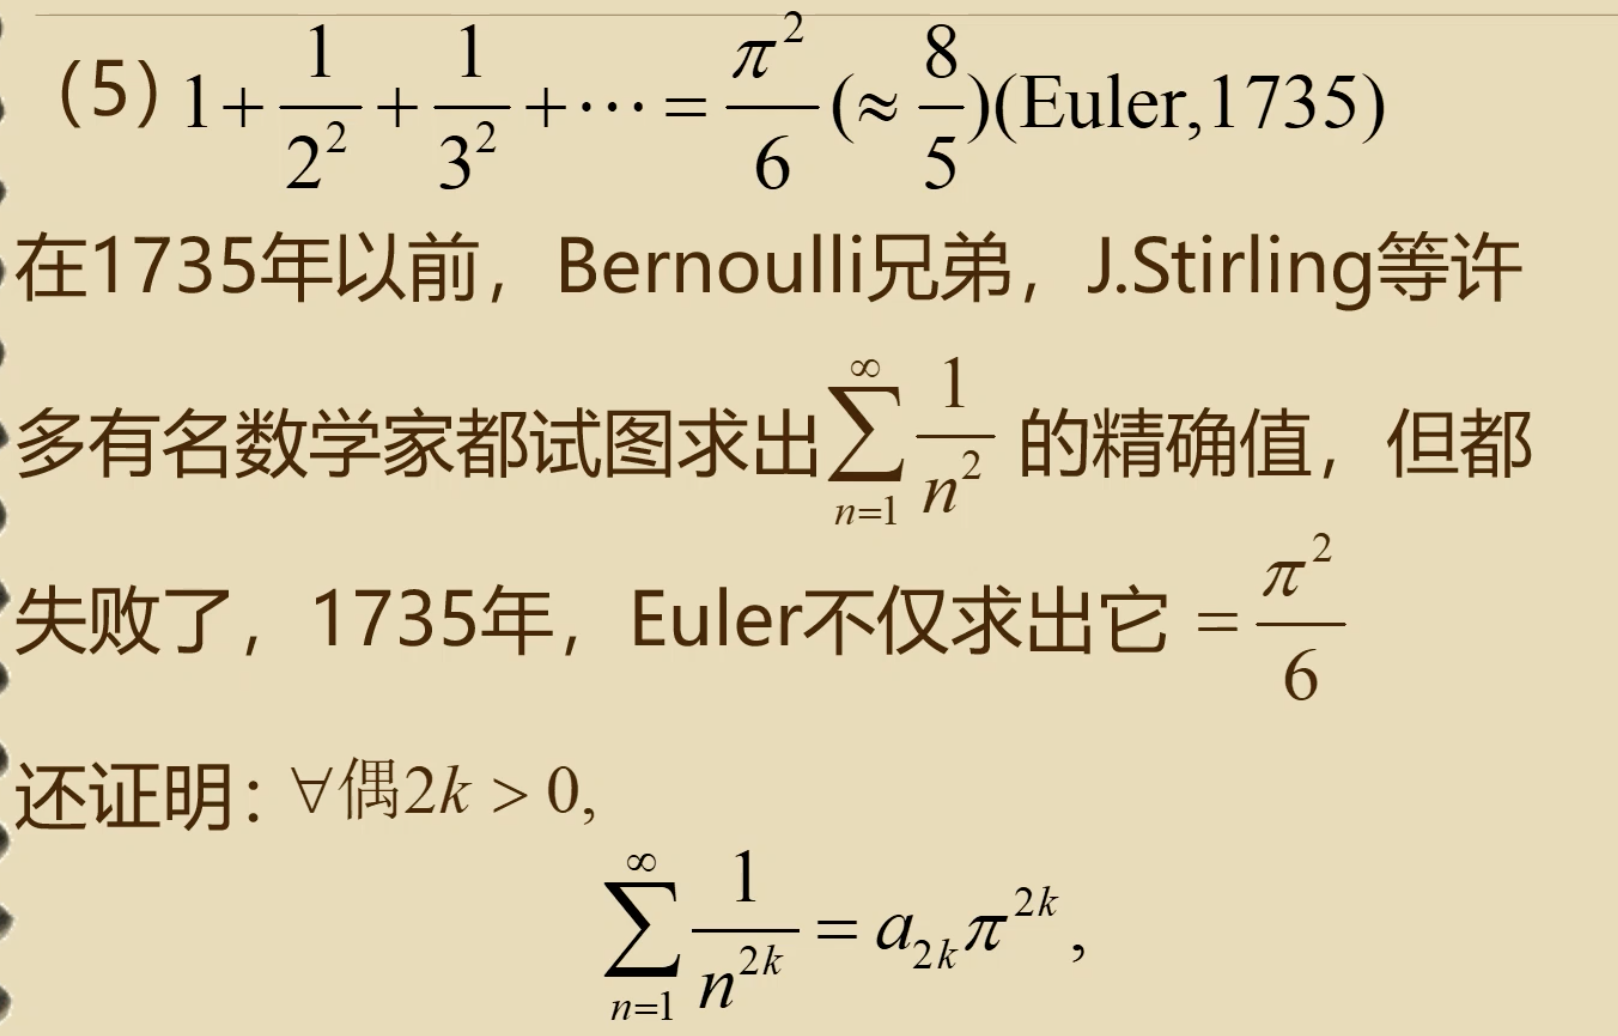 (5) 1+1/2²+1/3²+⋯=π²/6(≈8/5)(Euler,1735)
在1735年以前，Bernoulli兄弟，J.Stirling等许
多有名数学家都试图求出∑_{n=1}^{∞} 1/n² 的精确值，但都
失败了，1735年，Euler不仅求出它 =π²/6
还证明：∀偶2k > 0,
∑_{n=1}^{∞} 1/n^{2k} = a_{2k}π^{2k},